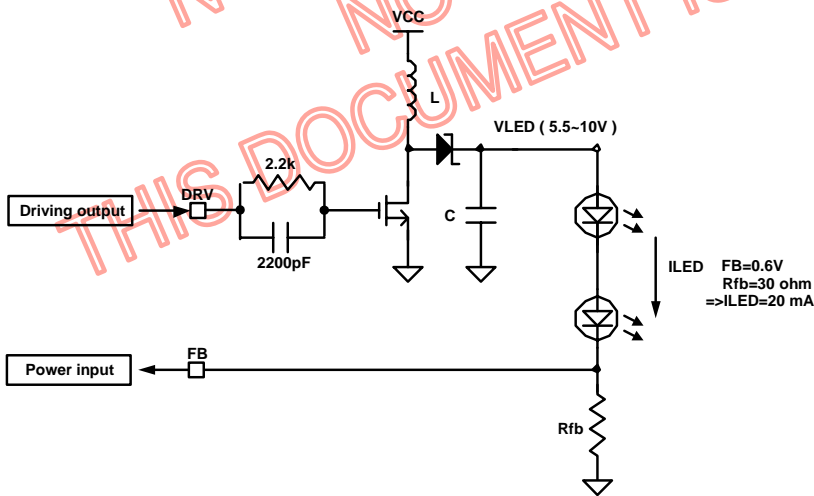 VCC
L
VLED ( 5.5~10V )
2.2k
DRV
Driving output
2200pF
C
ILED FB=0.6V
Rfb=30 ohm
=>ILED=20 mA
FB
Power input
Rfb
THIS DOCUMENT